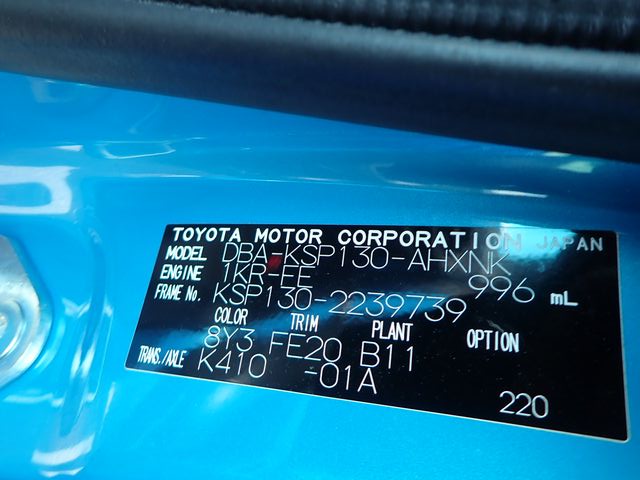 TOYOTA MOTOR CORPORATION JAPAN
MODEL DBA-KSP130-AHXNK
ENGINE 1KR-FE 996 mL
FRAME No. KSP130-2239739
COLOR TRIM PLANT OPTION
8Y3 FE20 B11
TRANS./AXLE K410 -01A
220